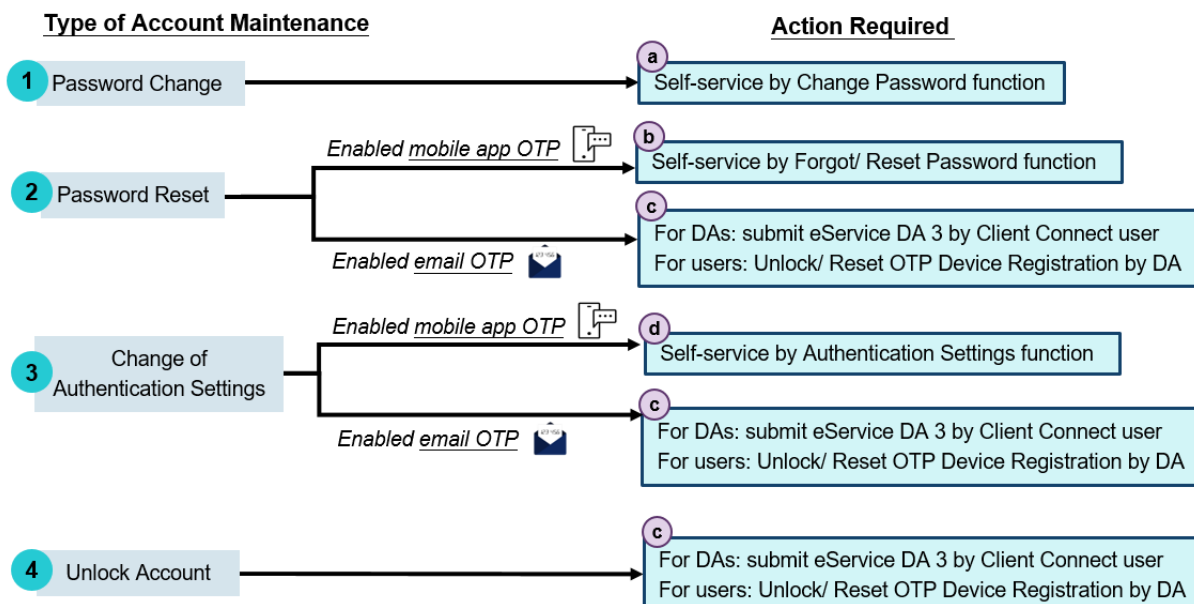 Type of Account Maintenance
Action Required
1
Password Change
a
Self-service by Change Password function
2
Password Reset
Enabled mobile app OTP
b
Self-service by Forgot/ Reset Password function
Enabled email OTP
c
For DAs: submit eService DA 3 by Client Connect user
For users: Unlock/ Reset OTP Device Registration by DA
3
Change of
Authentication Settings
Enabled mobile app OTP
d
Self-service by Authentication Settings function
Enabled email OTP
c
For DAs: submit eService DA 3 by Client Connect user
For users: Unlock/ Reset OTP Device Registration by DA
4
Unlock Account
c
For DAs: submit eService DA 3 by Client Connect user
For users: Unlock/ Reset OTP Device Registration by DA